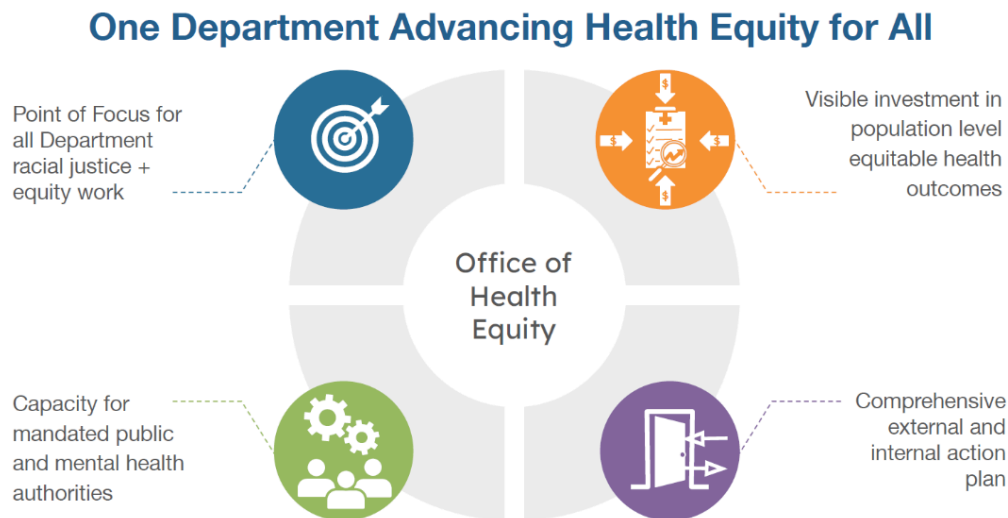 One Department Advancing Health Equity for All
Point of Focus for
all Department
racial justice +
equity work
$
$
$
$
Visible investment in
population level
equitable health
outcomes
Office of
Health
Equity
Capacity for
mandated public
and mental health
authorities
Comprehensive
external and
internal action
plan